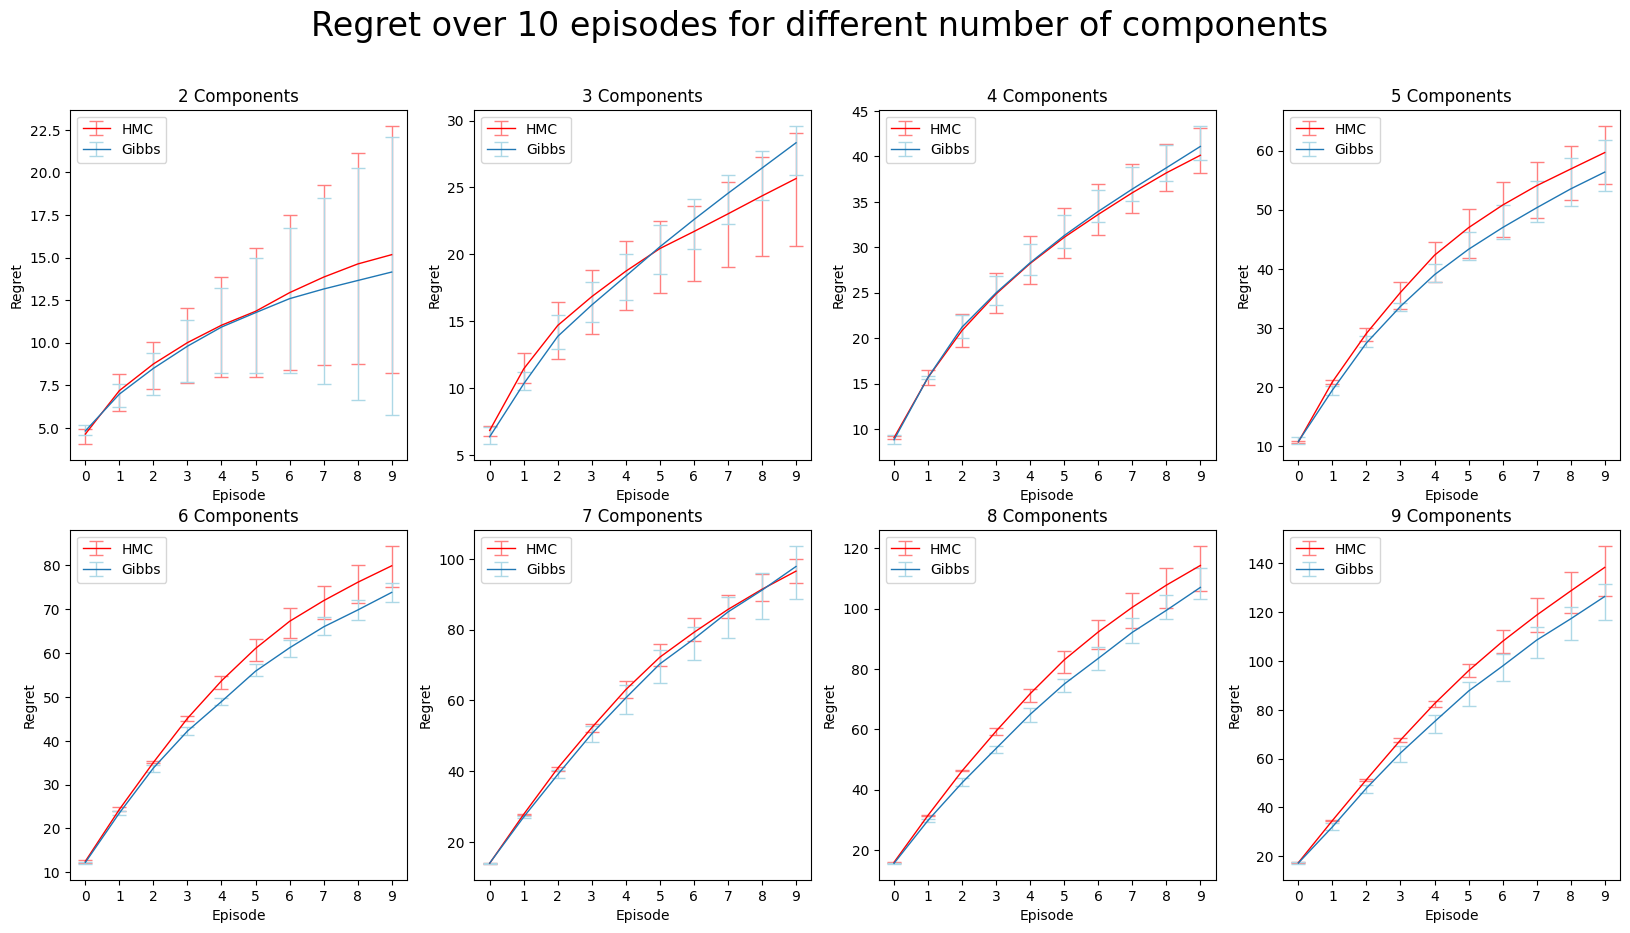 Regret over 10 episodes for different number of components
2 Components
HMC
Gibbs
22.5
20.0
17.5
15.0
12.5
10.0
7.5
5.0
Regret
0 1 2 3 4 5 6 7 8 9
Episode
3 Components
HMC
Gibbs
30
25
20
15
10
5
Regret
0 1 2 3 4 5 6 7 8 9
Episode
4 Components
HMC
Gibbs
45
40
35
30
25
20
15
10
Regret
0 1 2 3 4 5 6 7 8 9
Episode
5 Components
HMC
Gibbs
60
50
40
30
20
10
Regret
0 1 2 3 4 5 6 7 8 9
Episode
6 Components
HMC
Gibbs
80
70
60
50
40
30
20
10
Regret
0 1 2 3 4 5 6 7 8 9
Episode
7 Components
HMC
Gibbs
100
80
60
40
20
Regret
0 1 2 3 4 5 6 7 8 9
Episode
8 Components
HMC
Gibbs
120
100
80
60
40
20
Regret
0 1 2 3 4 5 6 7 8 9
Episode
9 Components
HMC
Gibbs
140
120
100
80
60
40
20
Regret
0 1 2 3 4 5 6 7 8 9
Episode